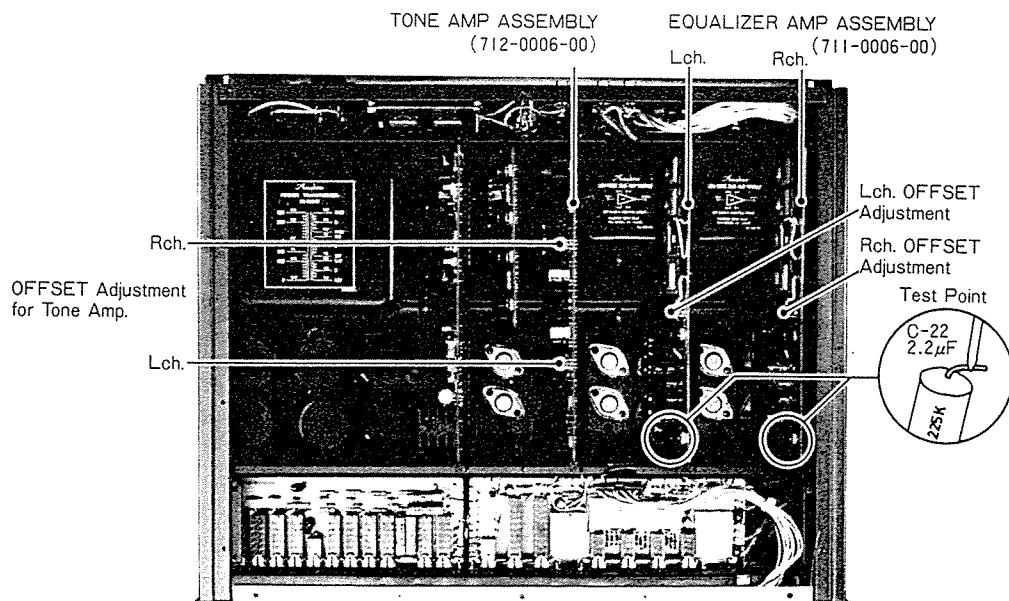 TONE AMP ASSEMBLY
(712-0006-00)
EQUALIZER AMP ASSEMBLY
(711-0006-00)
Lch.
Rch.
Lch. OFFSET
Adjustment
Rch. OFFSET
Adjustment
Rch.
OFFSET Adjustment
for Tone Amp.
Lch.
Test Point
C-22
2.2μF
225K